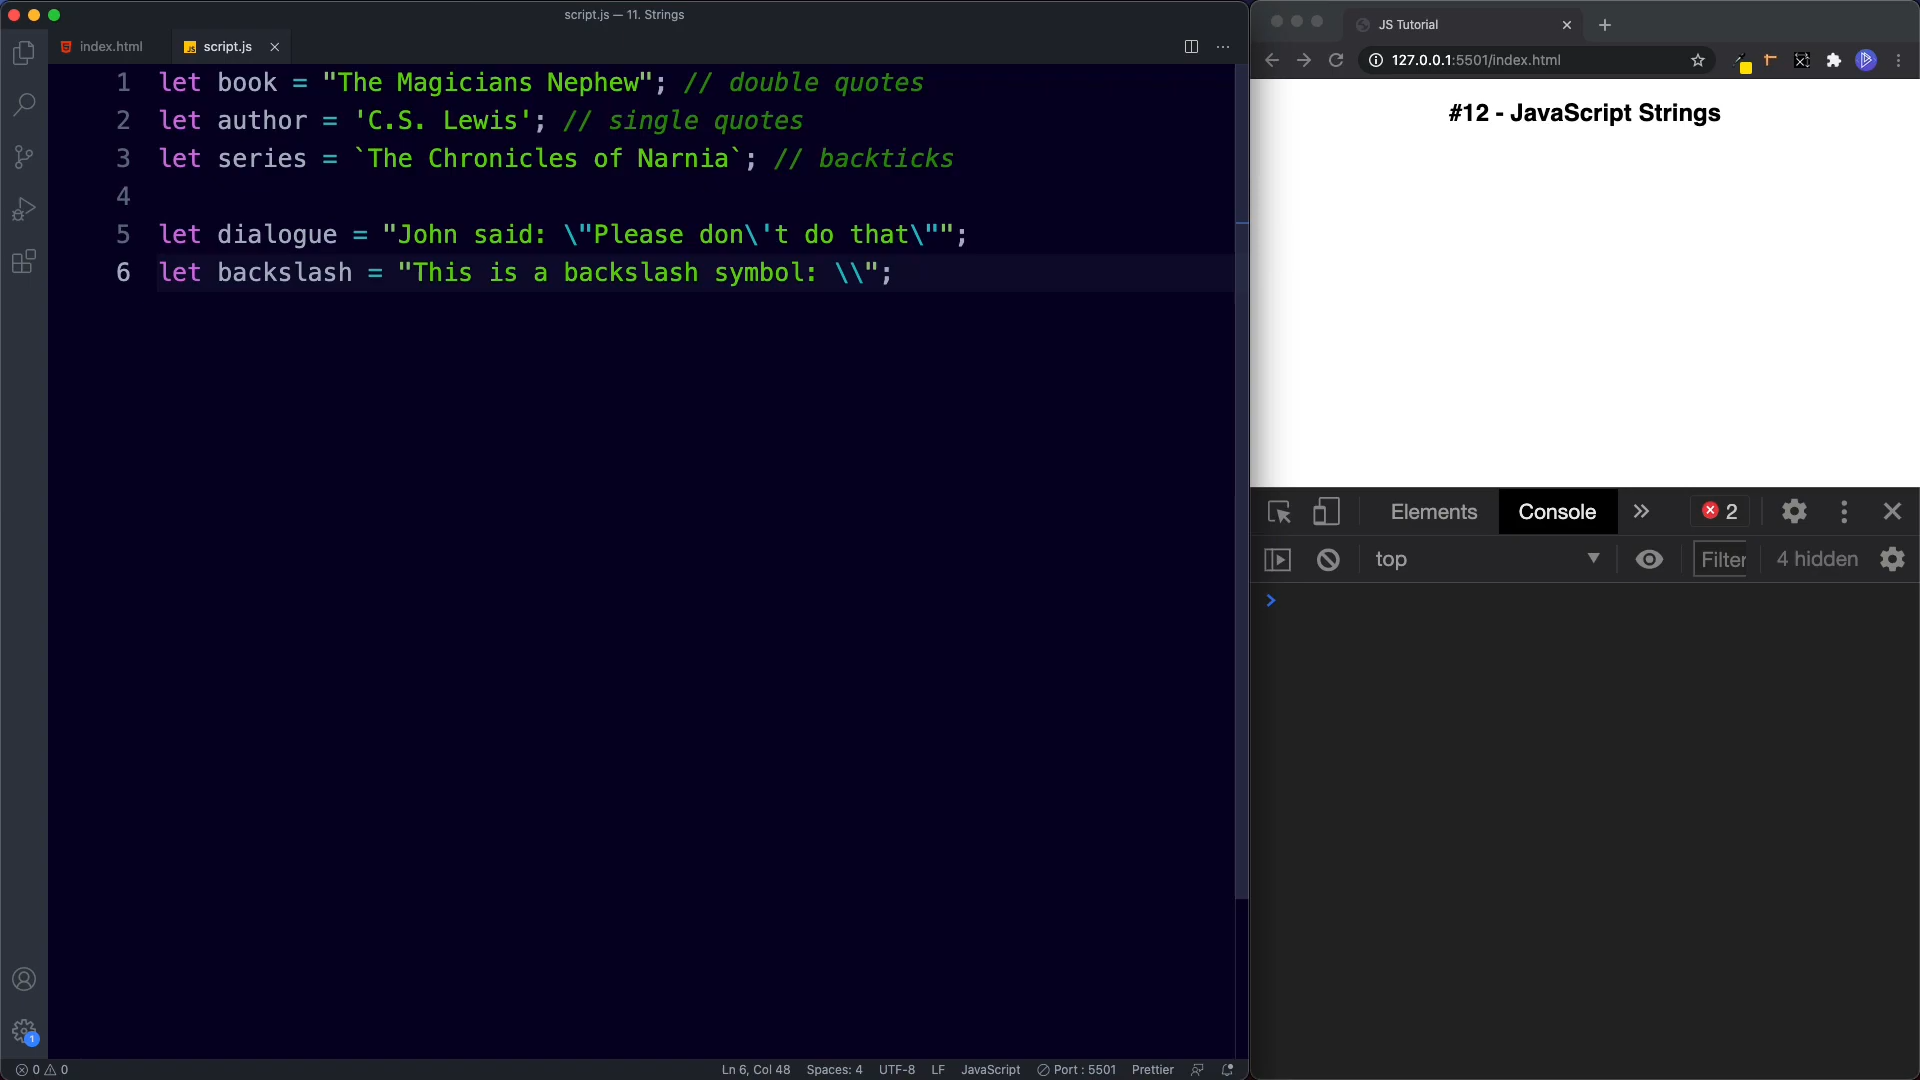 script.js — 11. Strings
index.html
script.js
1 let book = "The Magicians Nephew"; // double quotes
2 let author = 'C.S. Lewis'; // single quotes
3 let series = `The Chronicles of Narnia`; // backticks
4
5 let dialogue = "John said: \"Please don\'t do that\"";
6 let backslash = "This is a backslash symbol: \\";
1
0 0
Ln 6, Col 48 Spaces: 4 UTF-8 LF JavaScript Port : 5501 Prettier
JS Tutorial
127.0.0.1:5501/index.html
#12 - JavaScript Strings
Elements Console 2
top Filter 4 hidden